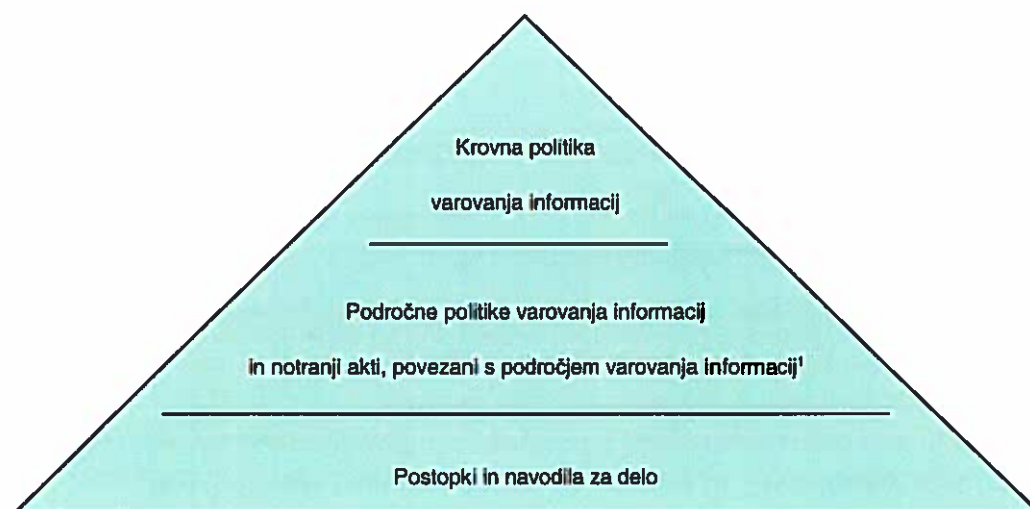 Krovna politika
varovanja informacij
Področne politike varovanja informacij
in notranji akti, povezani s področjem varovanja informacij¹
Postopki in navodila za delo